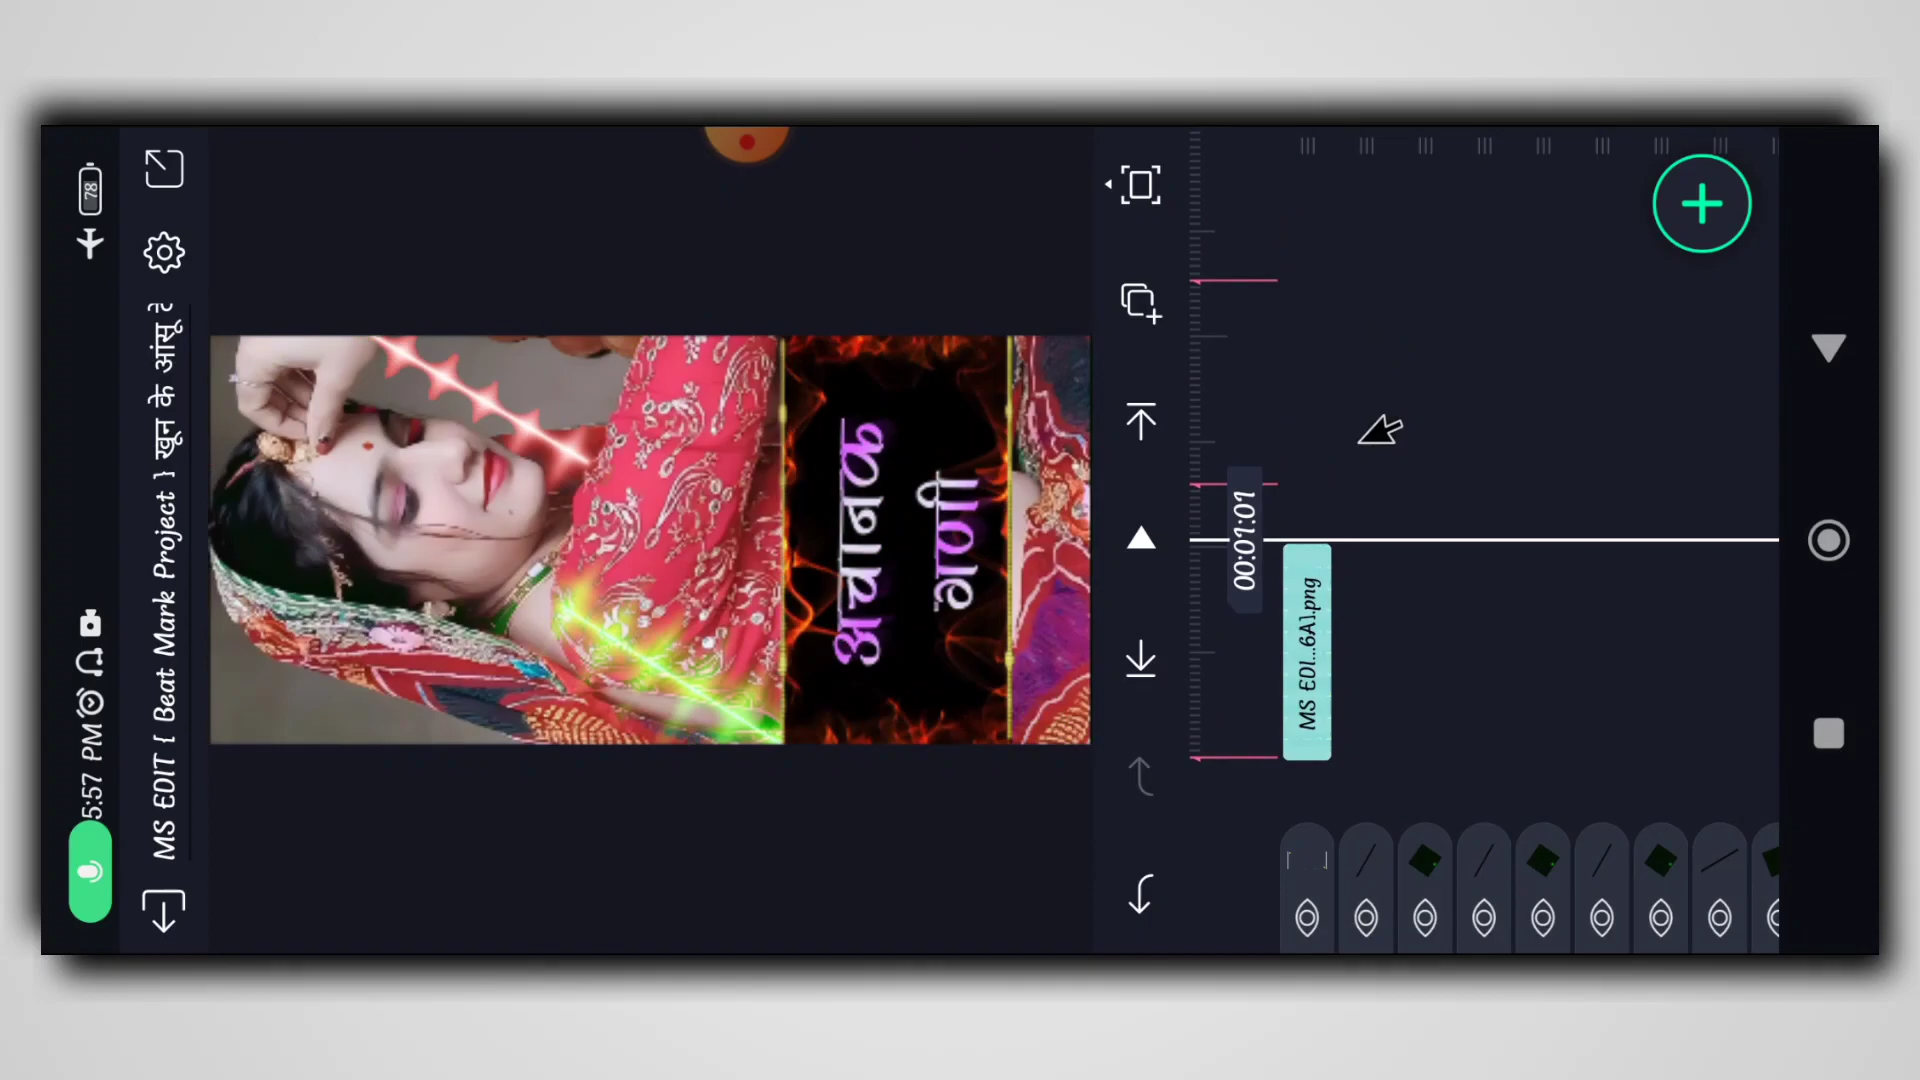 5:57 PM
78
MS EDIT [ Beat Mark Project ] खून के आंसू
अचानक
गाणी
00:01:01
MS EDI...6A].png